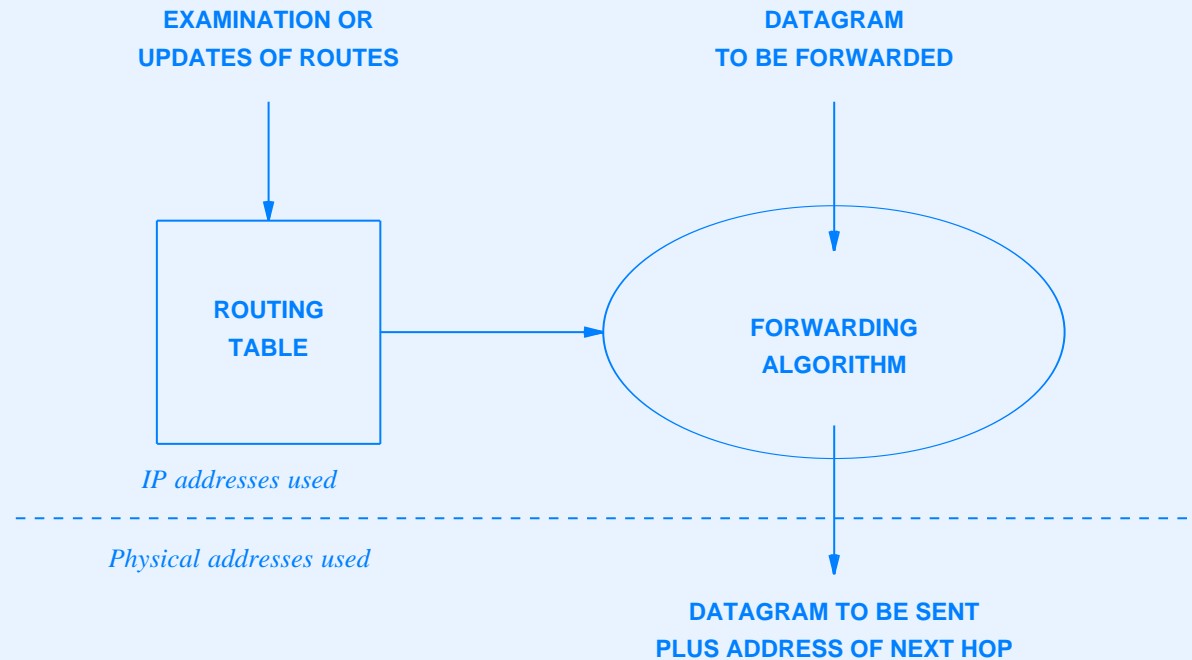 EXAMINATION OR
UPDATES OF ROUTES
DATAGRAM
TO BE FORWARDED
ROUTING
TABLE
FORWARDING
ALGORITHM
IP addresses used
Physical addresses used
DATAGRAM TO BE SENT
PLUS ADDRESS OF NEXT HOP